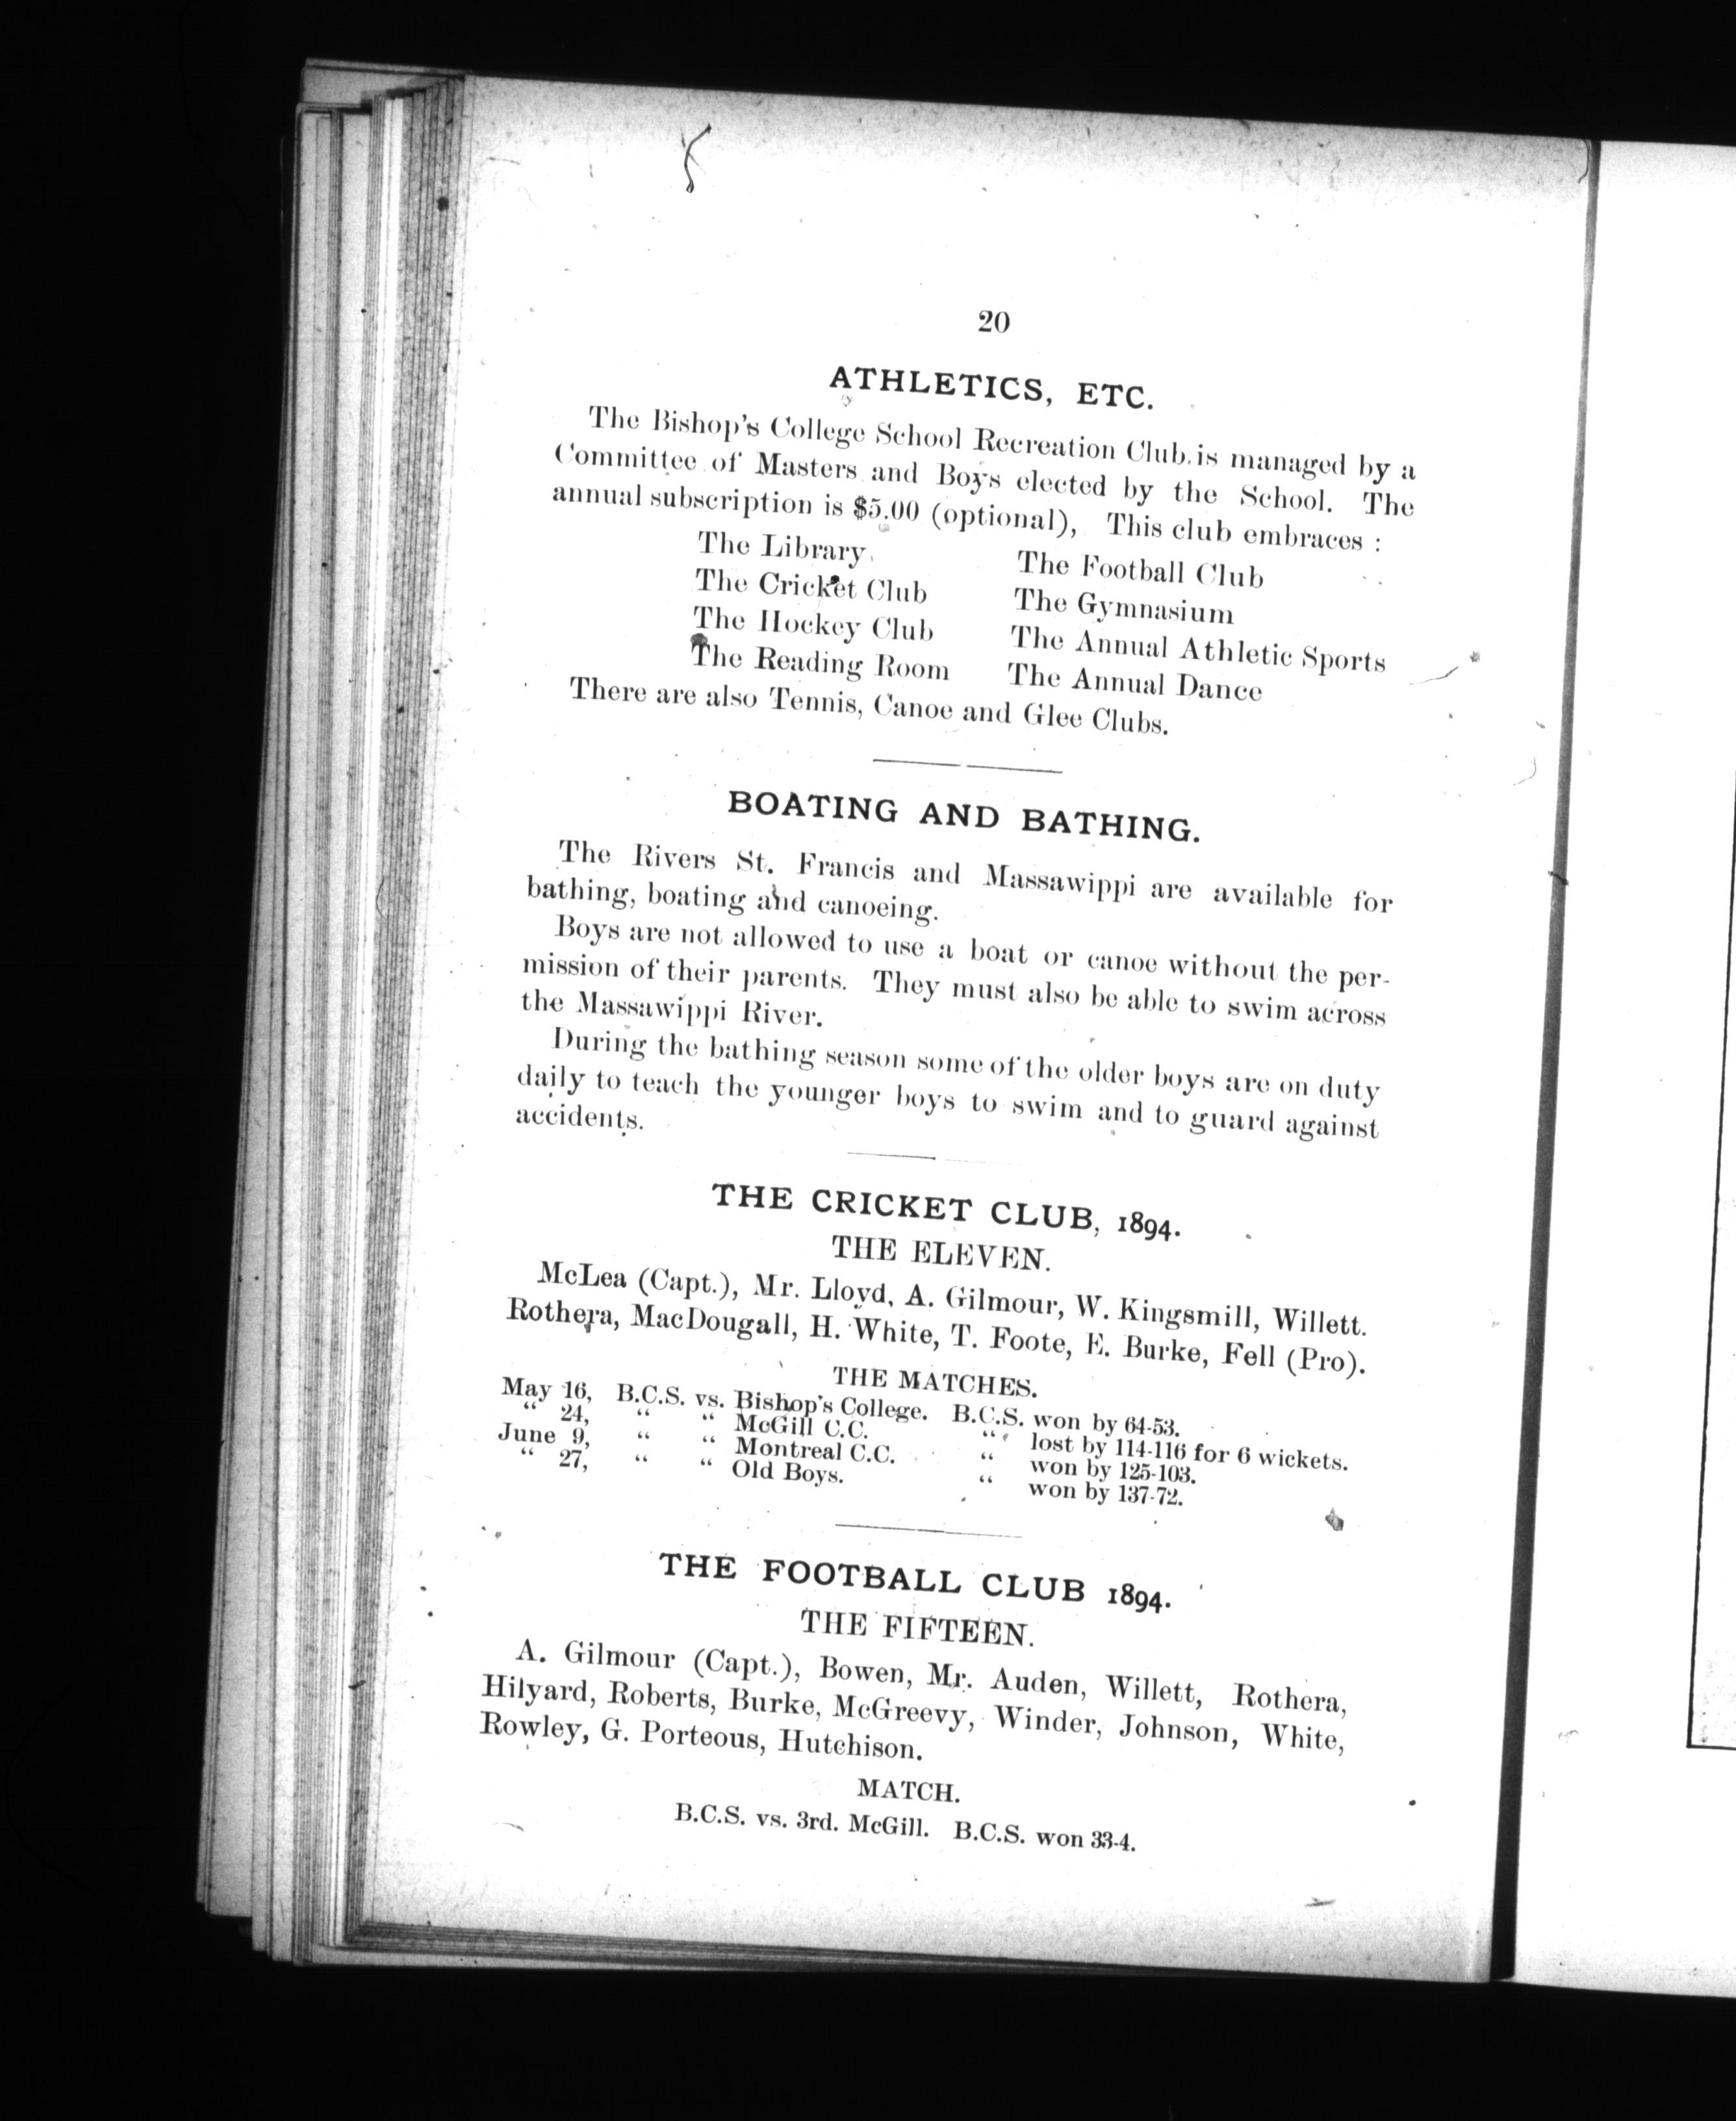 20
ATHLETICS, ETC.
The Bishop's College School Recreation Club is managed by a
Committee of Masters and Boys elected by the School. The
annual subscription is $5.00 (optional), This club embraces :
The Library The Football Club
The Cricket Club The Gymnasium
The Hockey Club The Annual Athletic Sports
The Reading Room The Annual Dance
There are also Tennis, Canoe and Glee Clubs.
BOATING AND BATHING.
The Rivers St. Francis and Massawippi are available for
bathing, boating and canoeing.
Boys are not allowed to use a boat or canoe without the per-
mission of their parents. They must also be able to swim across
the Massawippi River.
During the bathing season some of the older boys are on duty
daily to teach the younger boys to swim and to guard against
accidents.
THE CRICKET CLUB, 1894.
THE ELEVEN.
McLea (Capt.), Mr. Lloyd, A. Gilmour, W. Kingsmill, Willett.
Rothera, MacDougall, H. White, T. Foote, E. Burke, Fell (Pro).
THE MATCHES.
May 16, B.C.S. vs. Bishop's College. B.C.S. won by 64-53.
" 24, " " McGill C.C. " lost by 114-116 for 6 wickets.
June 9, " " Montreal C.C. " won by 125-103.
" 27, " " Old Boys. " won by 137-72.
THE FOOTBALL CLUB 1894.
THE FIFTEEN.
A. Gilmour (Capt.), Bowen, Mr. Auden, Willett, Rothera,
Hilyard, Roberts, Burke, McGreevy, Winder, Johnson, White,
Rowley, G. Porteous, Hutchison.
MATCH.
B.C.S. vs. 3rd. McGill. B.C.S. won 33-4.